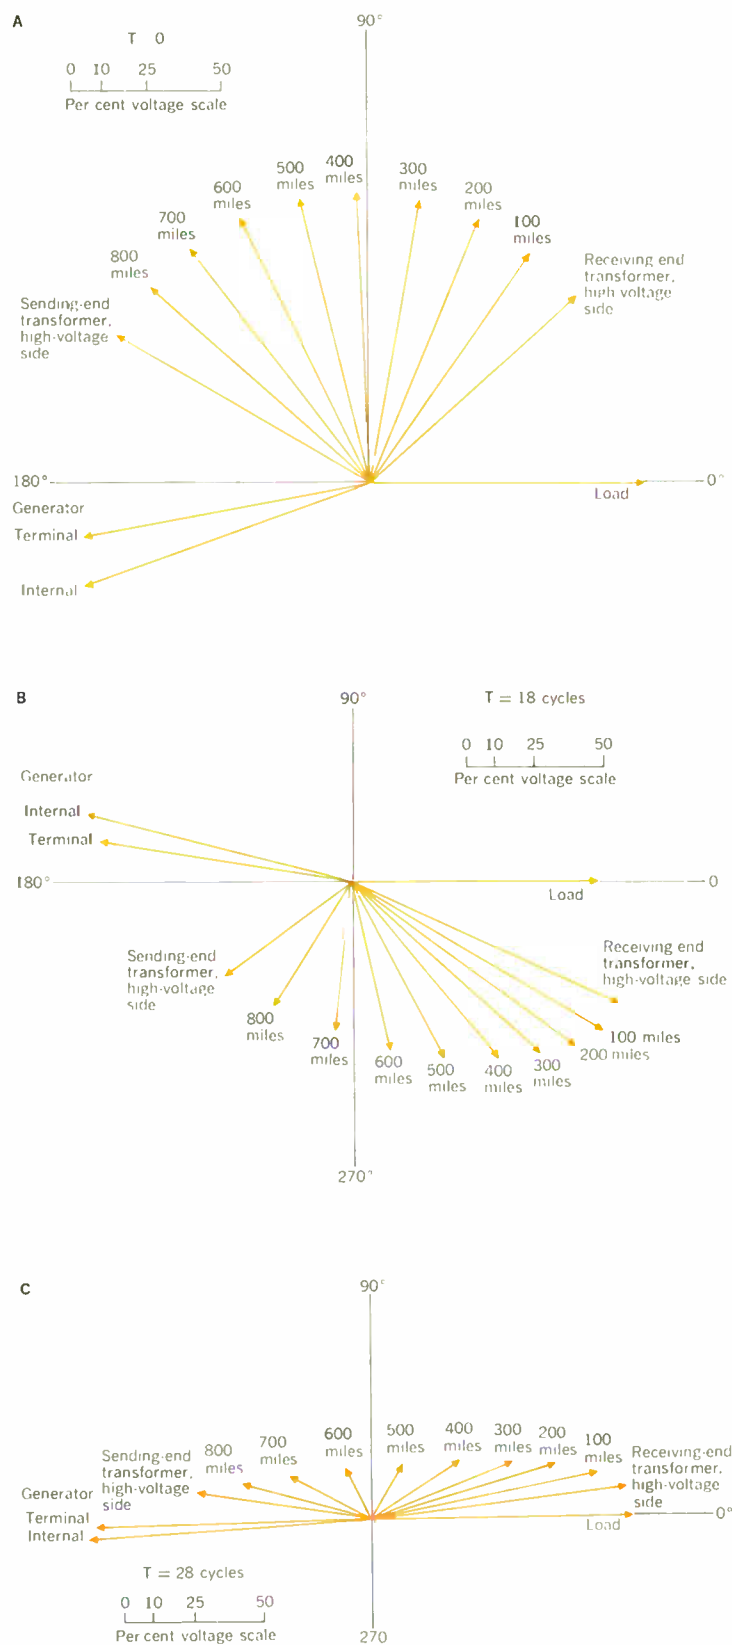 A
T 0
0 10 25 50
Per cent voltage scale
90°
400
miles
500
miles
300
miles
600
miles
200
miles
700
miles
100
miles
800
miles
Receiving end
transformer,
high voltage
side
Sending-end
transformer,
high-voltage
side
180°
0°
Load
Generator
Terminal
Internal
B
90°
T = 18 cycles
0 10 25 50
Per cent voltage scale
Generator
Internal
Terminal
180°
0
Load
Sending-end
transformer,
high-voltage
side
Receiving end
transformer,
high-voltage side
800
miles
700
miles
600
miles
500
miles
400
miles
300
miles
200 miles
100 miles
270°
C
90°
Sending-end
transformer,
high-voltage
side
800
miles
700
miles
600
miles
500
miles
400
miles
300
miles
200
miles
100
miles
Receiving-end
transformer,
high-voltage
side
Generator
Terminal
Internal
Load
0°
T = 28 cycles
0 10 25 50
Per cent voltage scale
270